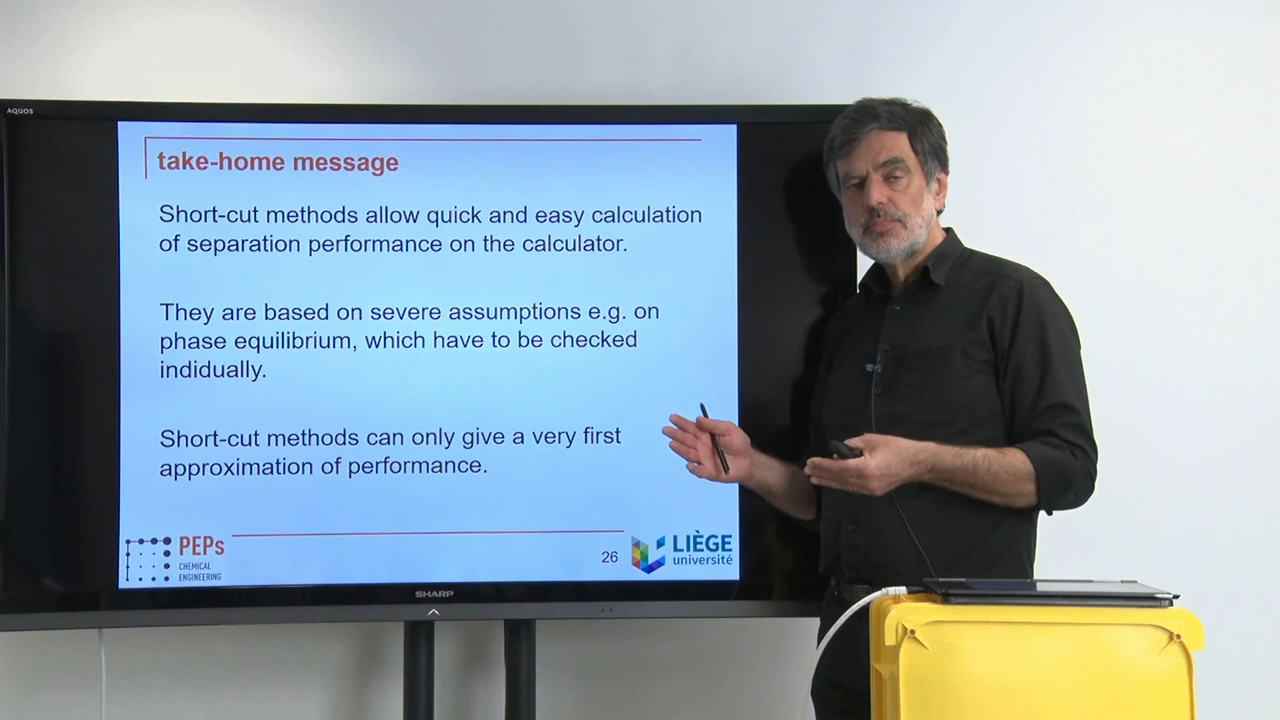 AQUOS
take-home message
Short-cut methods allow quick and easy calculation
of separation performance on the calculator.
They are based on severe assumptions e.g. on
phase equilibrium, which have to be checked
indidually.
Short-cut methods can only give a very first
approximation of performance.
PEPs
CHEMICAL
ENGINEERING
26
LIÈGE
université
SHARP